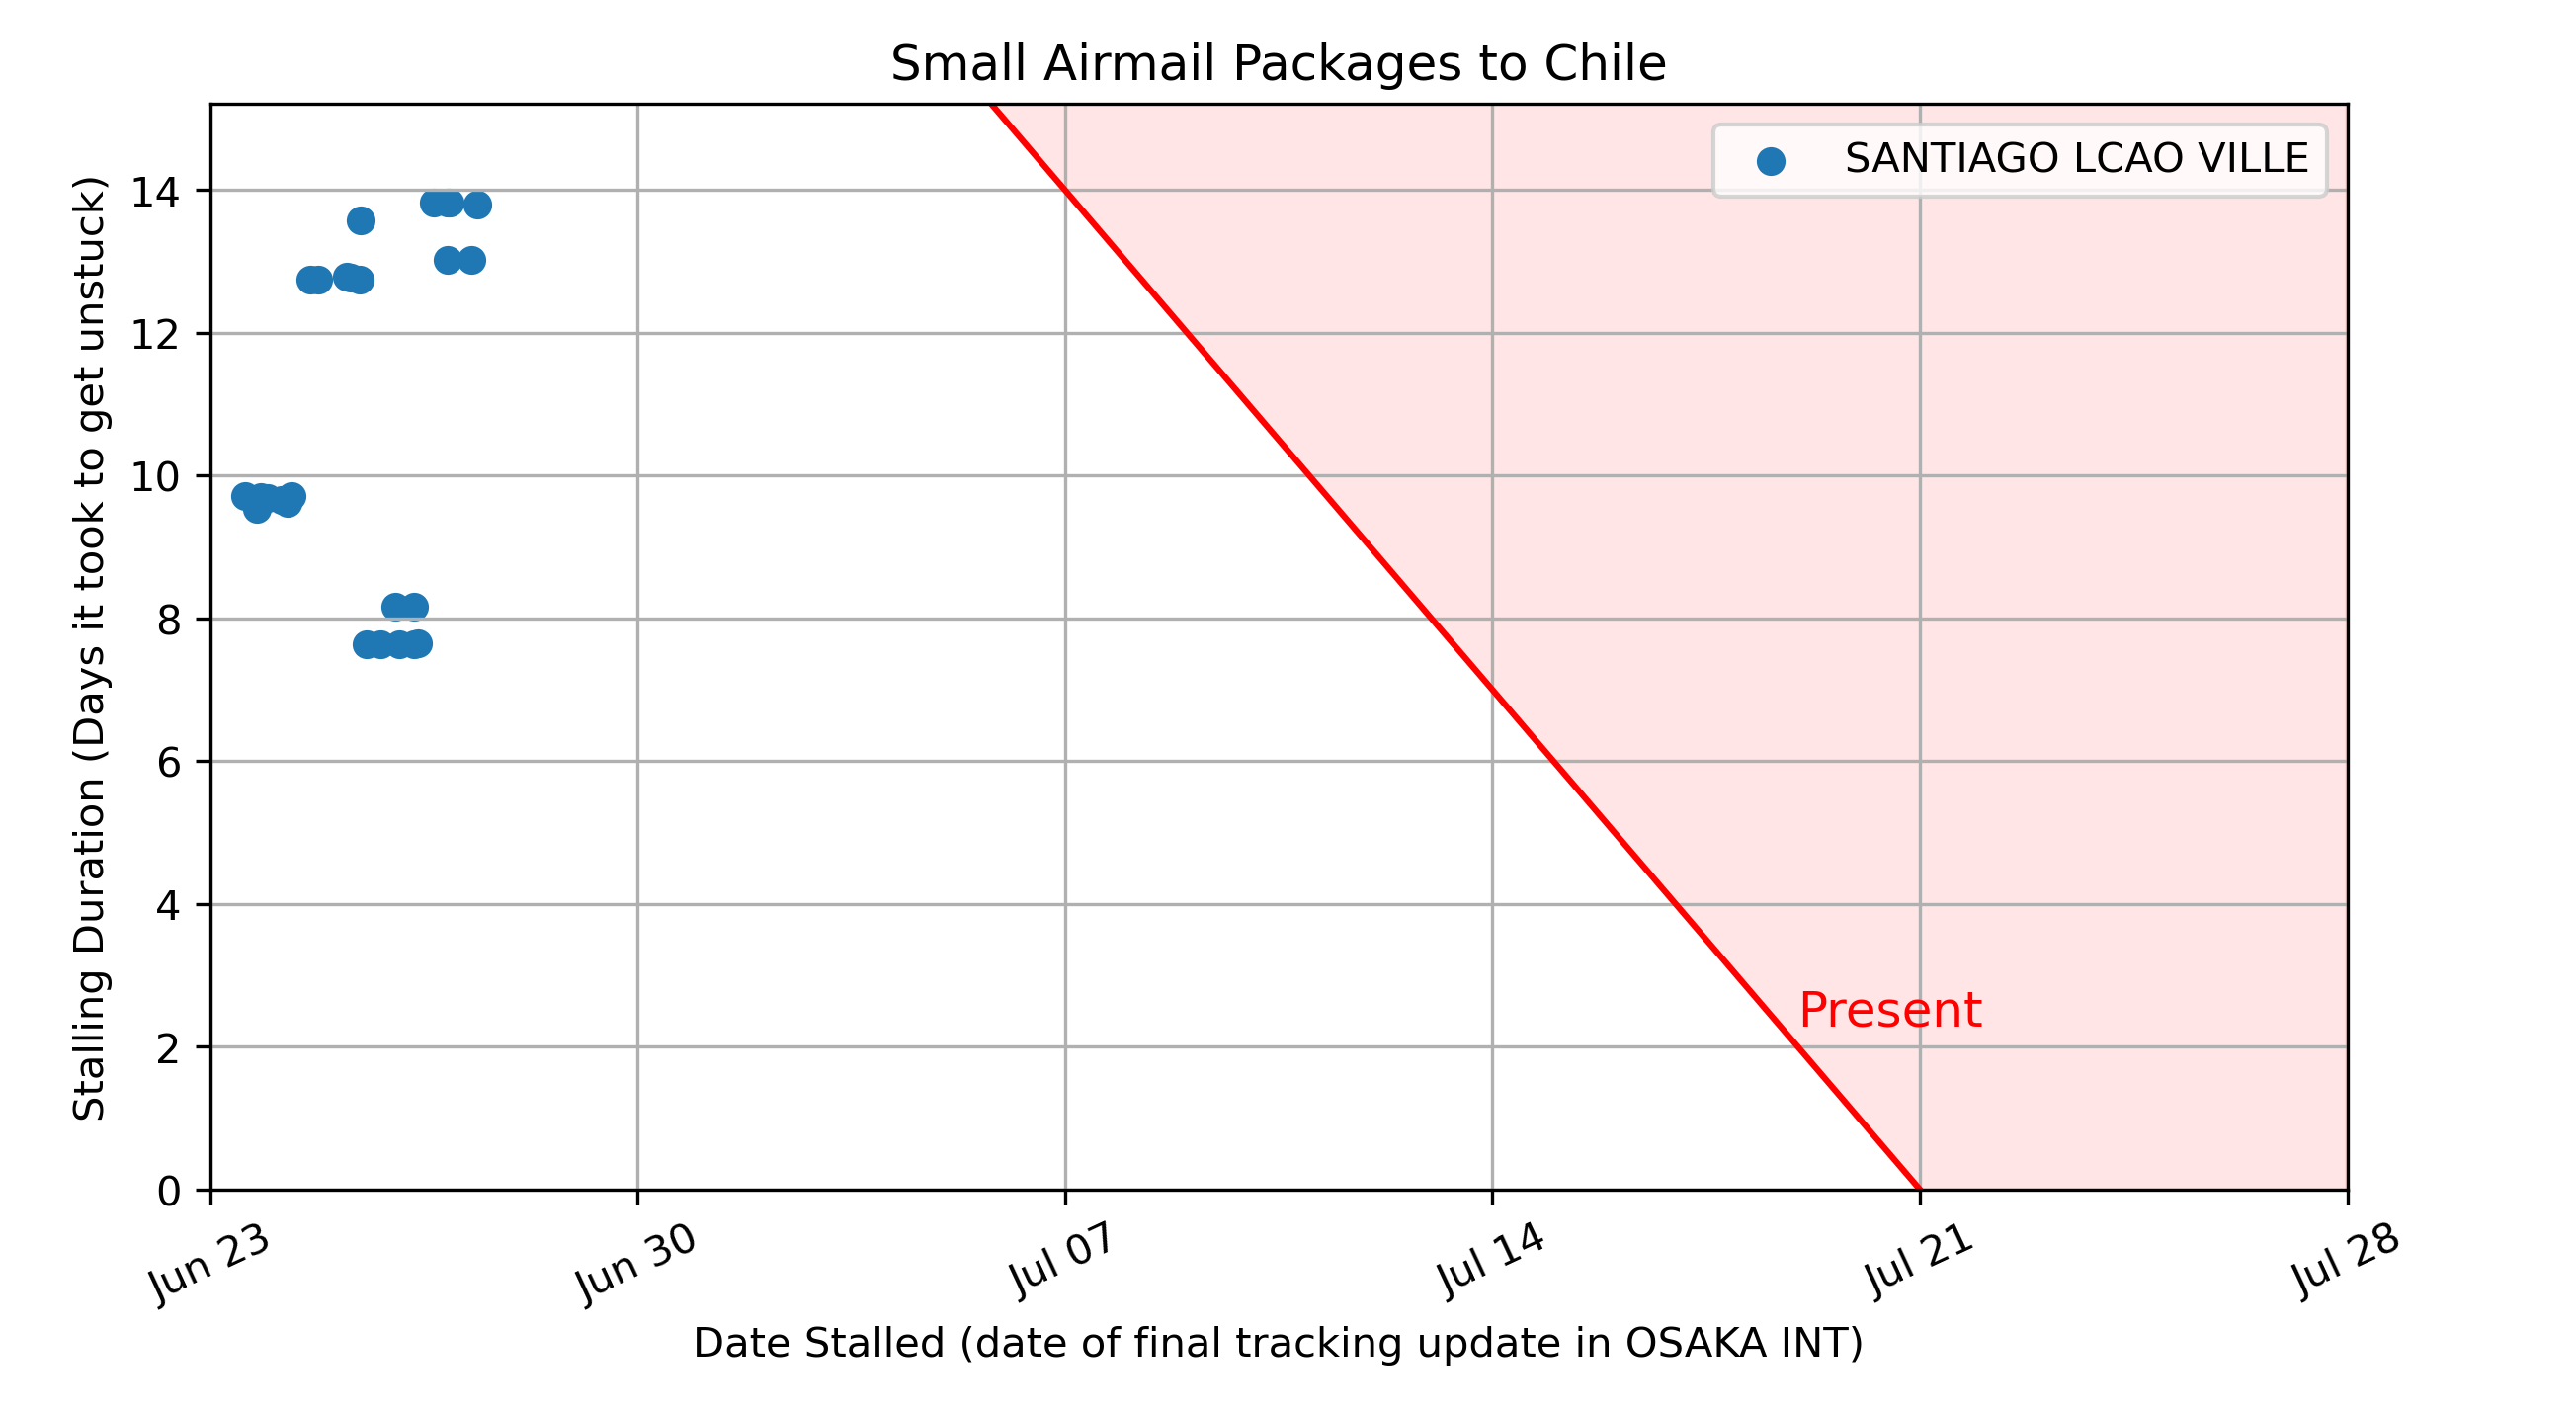 Small Airmail Packages to Chile
SANTIAGO LCAO VILLE
Stalling Duration (Days it took to get unstuck)
14
12
10
8
6
4
2
0
Present
Jun 23
Jun 30
Jul 07
Jul 14
Jul 21
Jul 28
Date Stalled (date of final tracking update in OSAKA INT)